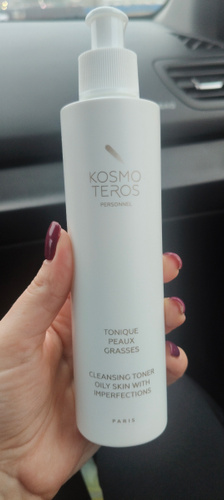 KOSMO
TEROS
PERSONNEL
TONIQUE
PEAUX
GRASSES
CLEANSING TONER
OILY SKIN WITH
IMPERFECTIONS
PARIS